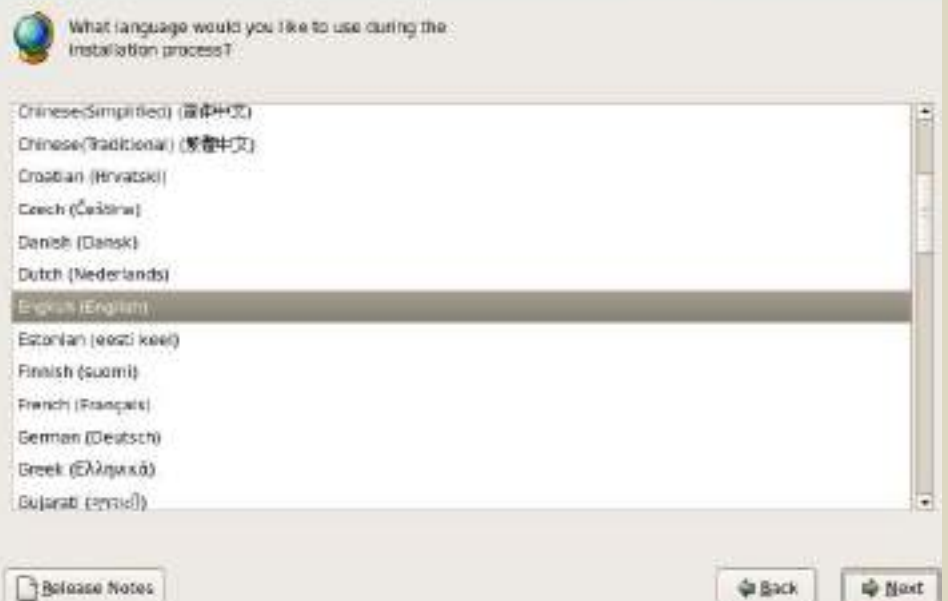 What language would you like to use during the
installation process?
Chinese(Simplified) (简体中文)
Chinese(Traditional) (繁體中文)
Croatian (Hrvatski)
Czech (Čeština)
Danish (Dansk)
Dutch (Nederlands)
English (English)
Estonian (eesti keel)
Finnish (suomi)
French (Français)
German (Deutsch)
Greek (Ελληνικά)
Gujarati (ગુજરાતી)
Release Notes
Back
Next